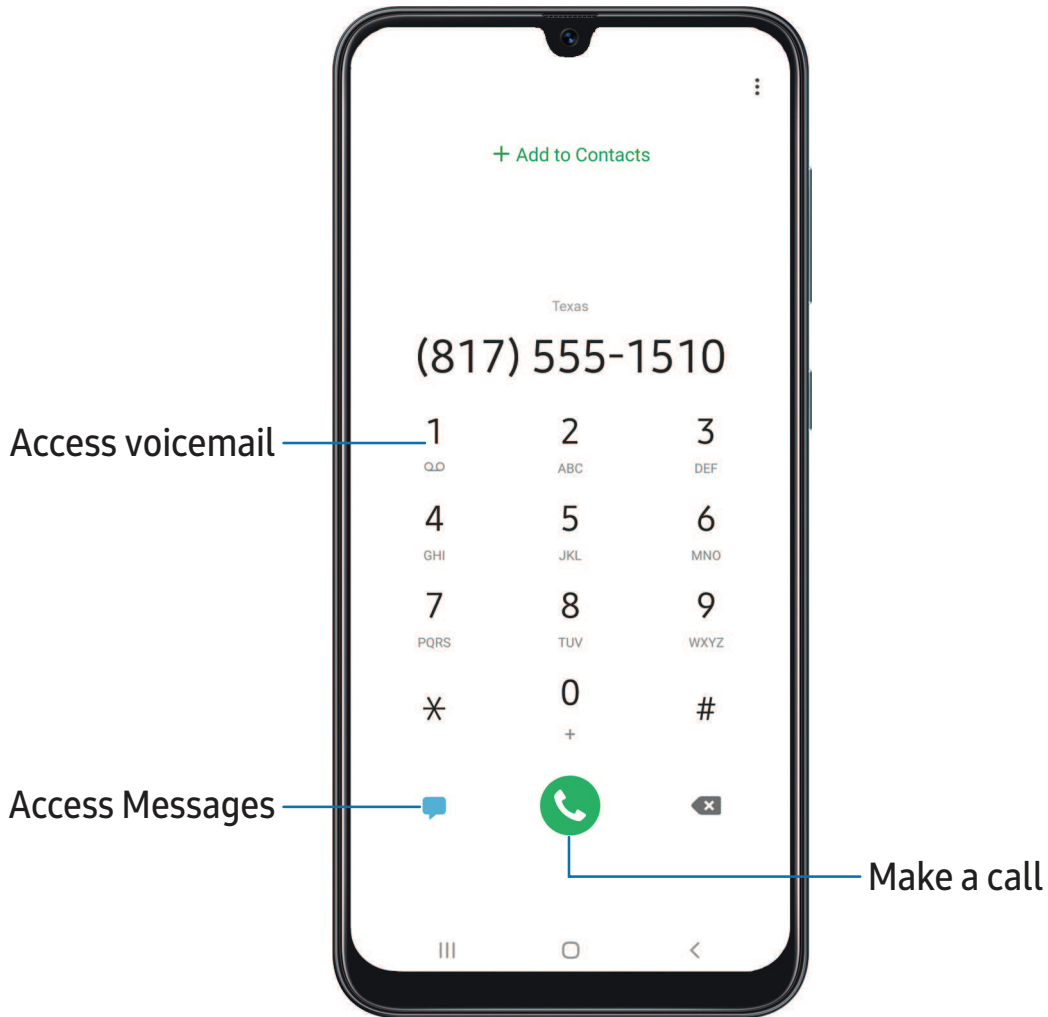 + Add to Contacts
Texas
(817) 555-1510
Access voicemail
1 2 3
ABC DEF
4 5 6
GHI JKL MNO
7 8 9
PQRS TUV WXYZ
* 0 #
+
Access Messages
Make a call